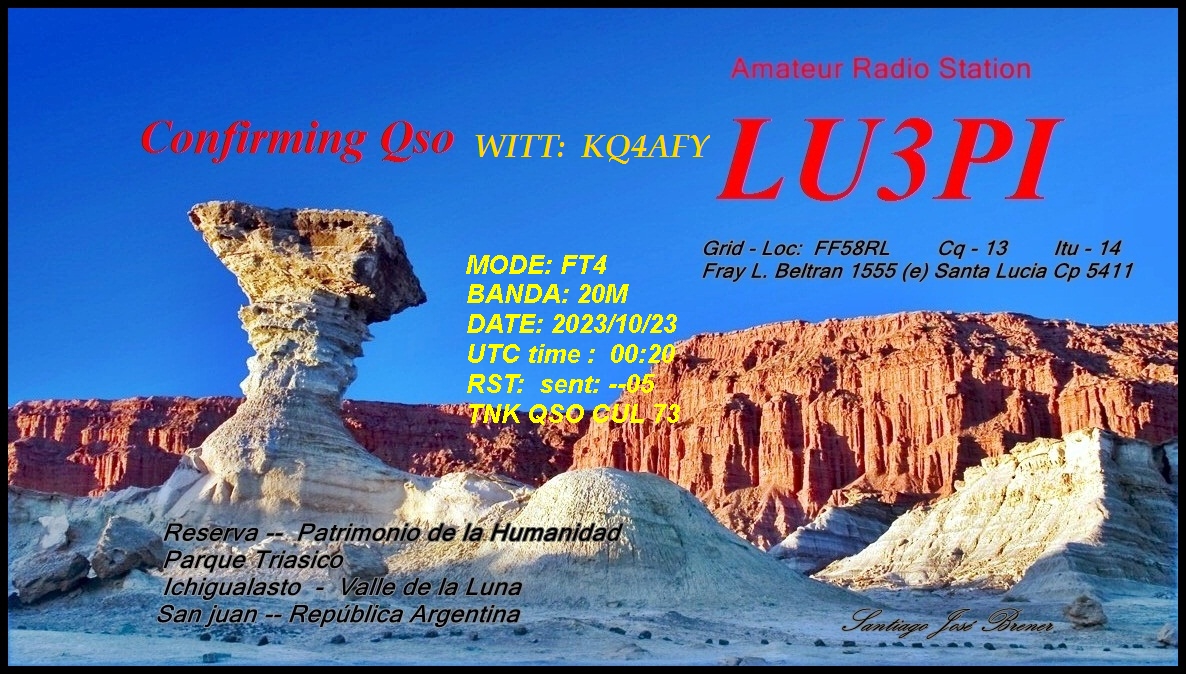 Amateur Radio Station
Confirming Qso WITT: KQ4AFY
LU3PI
Grid - Loc: FF58RL Cq - 13 Itu - 14
Fray L. Beltran 1555 (e) Santa Lucia Cp 5411
MODE: FT4
BANDA: 20M
DATE: 2023/10/23
UTC time : 00:20
RST: sent: --05
TNK QSO CUL 73
Reserva -- Patrimonio de la Humanidad
Parque Triasico
Ichigualasto - Valle de la Luna
San juan -- República Argentina
Santiago José Brener